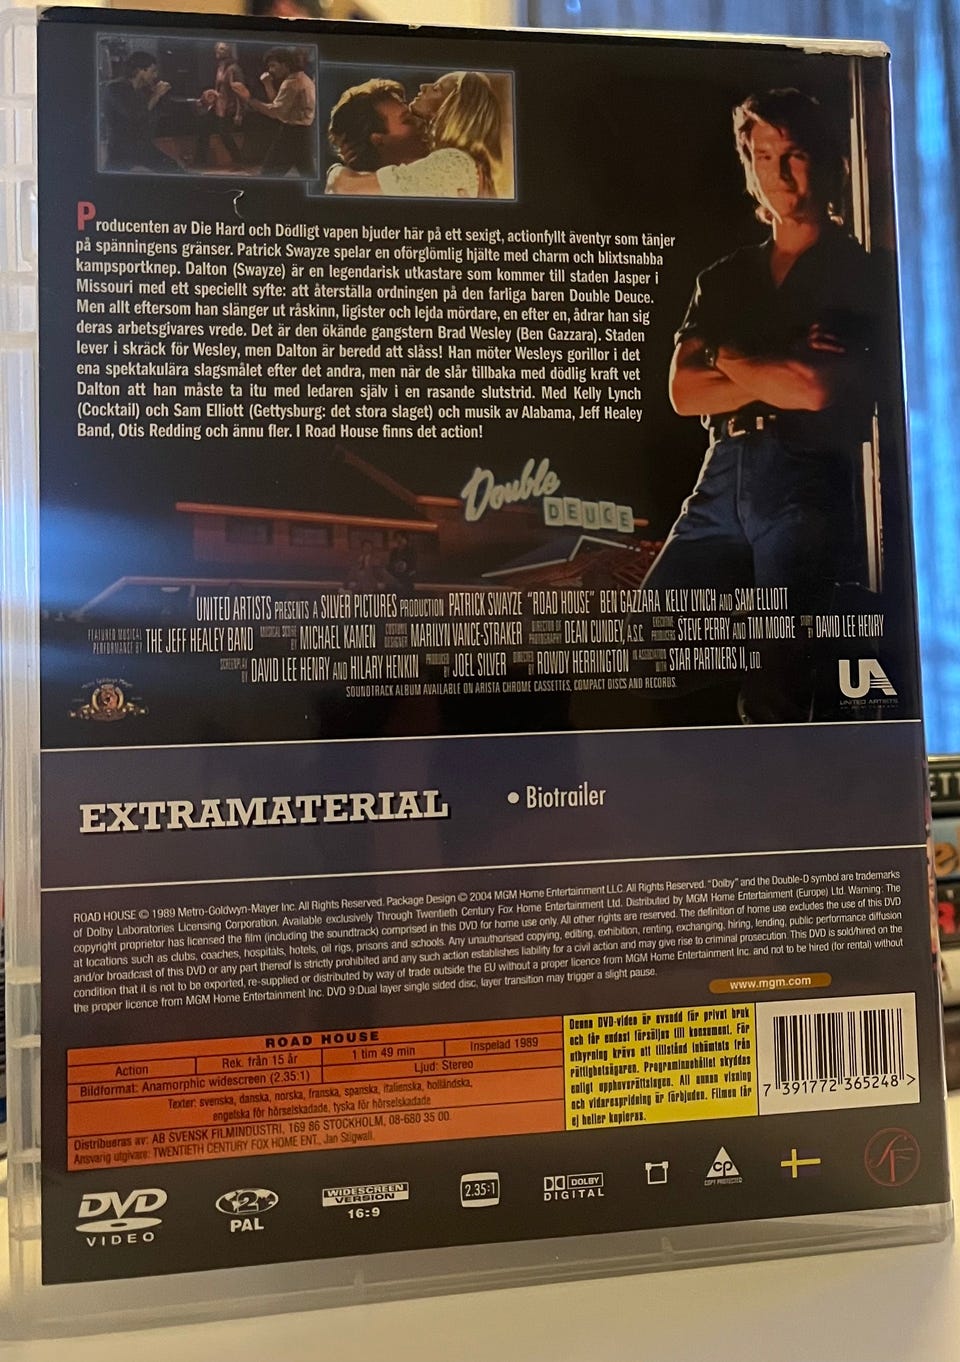 Producenten av Die Hard och Dödligt vapen bjuder här på ett sexigt, actionfyllt äventyr som tänjer
på spänningens gränser. Patrick Swayze spelar en oförglömlig hjälte med charm och blixtsnabba
kampsportknep. Dalton (Swayze) är en legendarisk utkastare som kommer till staden Jasper i
Missouri med ett speciellt syfte: att återställa ordningen på den farliga baren Double Deuce.
Men allt eftersom han slänger ut råskinn, ligister och lejda mördare, en efter en, ådrar han sig
deras arbetsgivares vrede. Det är den ökände gangstern Brad Wesley (Ben Gazzara). Staden
lever i skräck för Wesley, men Dalton är beredd att slåss! Han möter Wesleys gorillor i det
ena spektakulära slagsmålet efter det andra, men när de slår tillbaka med dödlig kraft vet
Dalton att han måste ta itu med ledaren själv i en rasande slutstrid. Med Kelly Lynch
(Cocktail) och Sam Elliott (Gettysburg: det stora slaget) och musik av Alabama, Jeff Healey
Band, Otis Redding och ännu fler. I Road House finns det action!
Double
DEUCE
UNITED ARTISTS PRESENTS A SILVER PICTURES PRODUCTION PATRICK SWAYZE "ROAD HOUSE" BEN GAZZARA KELLY LYNCH AND SAM ELLIOTT
FEATURED MUSICAL PERFORMANCE BY THE JEFF HEALEY BAND MUSICAL SCORE BY MICHAEL KAMEN COSTUME DESIGNER MARILYN VANCE-STRAKER DIRECTOR OF PHOTOGRAPHY DEAN CUNDEY, A.S.C. EXECUTIVE PRODUCERS STEVE PERRY AND TIM MOORE STORY BY DAVID LEE HENRY
SCREENPLAY BY DAVID LEE HENRY AND HILARY HENKIN PRODUCED BY JOEL SILVER DIRECTED BY ROWDY HERRINGTON IN ASSOCIATION WITH STAR PARTNERS II, LTD.
SOUNDTRACK ALBUM AVAILABLE ON ARISTA CHROME CASSETTES, COMPACT DISCS AND RECORDS.
UA
UNITED ARTISTS
EXTRAMATERIAL
• Biotrailer
ROAD HOUSE © 1989 Metro-Goldwyn-Mayer Inc. All Rights Reserved. Package Design © 2004 MGM Home Entertainment LLC. All Rights Reserved. "Dolby" and the Double-D symbol are trademarks
of Dolby Laboratories Licensing Corporation. Available exclusively Through Twentieth Century Fox Home Entertainment Ltd. Distributed by MGM Home Entertainment (Europe) Ltd. Warning: The
copyright proprietor has licensed the film (including the soundtrack) comprised in this DVD for home use only. All other rights are reserved. The definition of home use excludes the use of this DVD
at locations such as clubs, coaches, hospitals, hotels, oil rigs, prisons and schools. Any unauthorised copying, editing, exhibition, renting, exchanging, hiring, lending, public performance diffusion
and/or broadcast of this DVD or any part thereof is strictly prohibited and any such action establishes liability for a civil action and may give rise to criminal prosecution. This DVD is sold/hired on the
condition that it is not to be exported, re-supplied or distributed by way of trade outside the EU without a proper licence from MGM Home Entertainment Inc. and not to be hired (for rental) without
the proper licence from MGM Home Entertainment Inc. DVD 9:Dual layer single sided disc, layer transition may trigger a slight pause.
www.mgm.com
ROAD HOUSE
Action Rek. från 15 år 1 tim 49 min Inspelad 1989
Bildformat: Anamorphic widescreen (2.35:1) Ljud: Stereo
Texter: svenska, danska, norska, franska, spanska, italienska, holländska,
engelska för hörselskadade, tyska för hörselskadade
Distribueras av: AB SVENSK FILMINDUSTRI, 169 86 STOCKHOLM, 08-680 35 00.
Ansvarig utgivare: TWENTIETH CENTURY FOX HOME ENT., Jan Stigwall.
Denna DVD-video är avsedd för privat bruk
och får endast försäljas till konsument. För
uthyrning krävs att tillstånd inhämtats från
rättighetsägaren. Programinnehållet skyddas
enligt upphovsrättslagen. All annan visning
och vidarespridning är förbjuden. Filmen får
ej heller kopieras.
7 391772 365248 >
DVD
VIDEO
2
PAL
WIDESCREEN
VERSION
16:9
2.35:1
DOLBY
DIGITAL
CP
COPY PROTECTED
SF
ETT